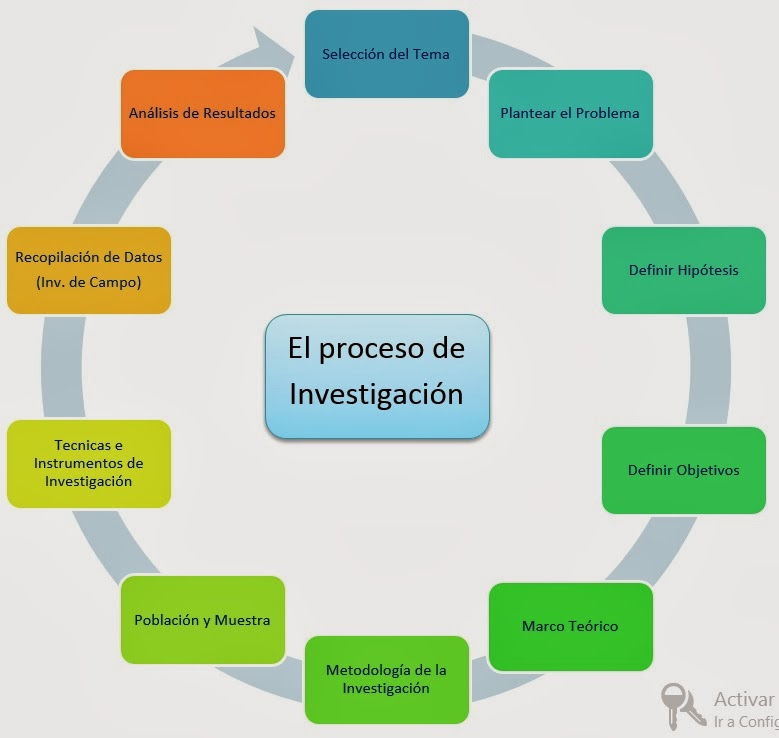 Selección del Tema
Plantear el Problema
Definir Hipótesis
Definir Objetivos
Marco Teórico
Metodología de la
Investigación
Población y Muestra
Tecnicas e
Instrumentos de
Investigación
Recopilación de Datos
(Inv. de Campo)
Análisis de Resultados
El proceso de
Investigación
Activar
Ir a Config